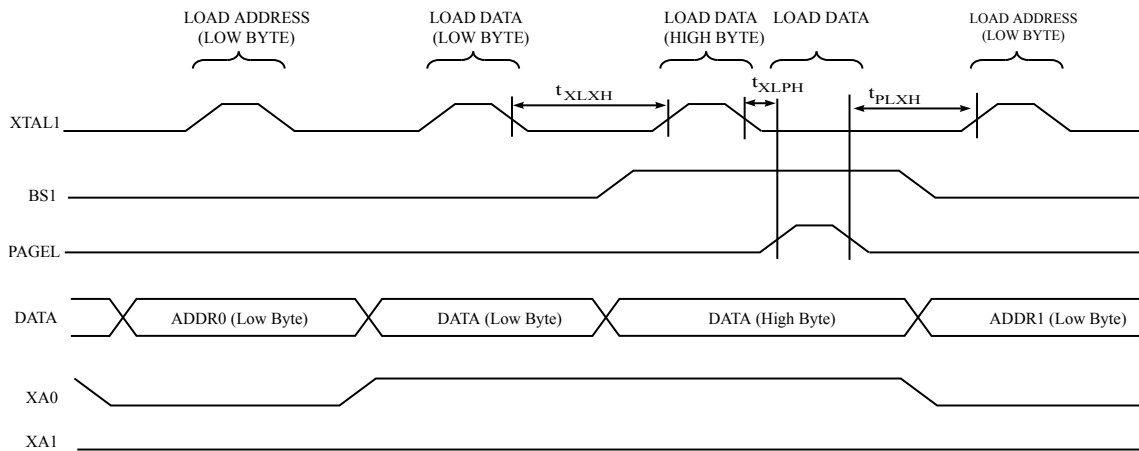 LOAD ADDRESS
(LOW BYTE)
LOAD DATA
(LOW BYTE)
LOAD DATA
(HIGH BYTE)
LOAD DATA
LOAD ADDRESS
(LOW BYTE)
tXLXH
tXLPH
tPLXH
XTAL1
BS1
PAGEL
DATA
ADDR0 (Low Byte)
DATA (Low Byte)
DATA (High Byte)
ADDR1 (Low Byte)
XA0
XA1